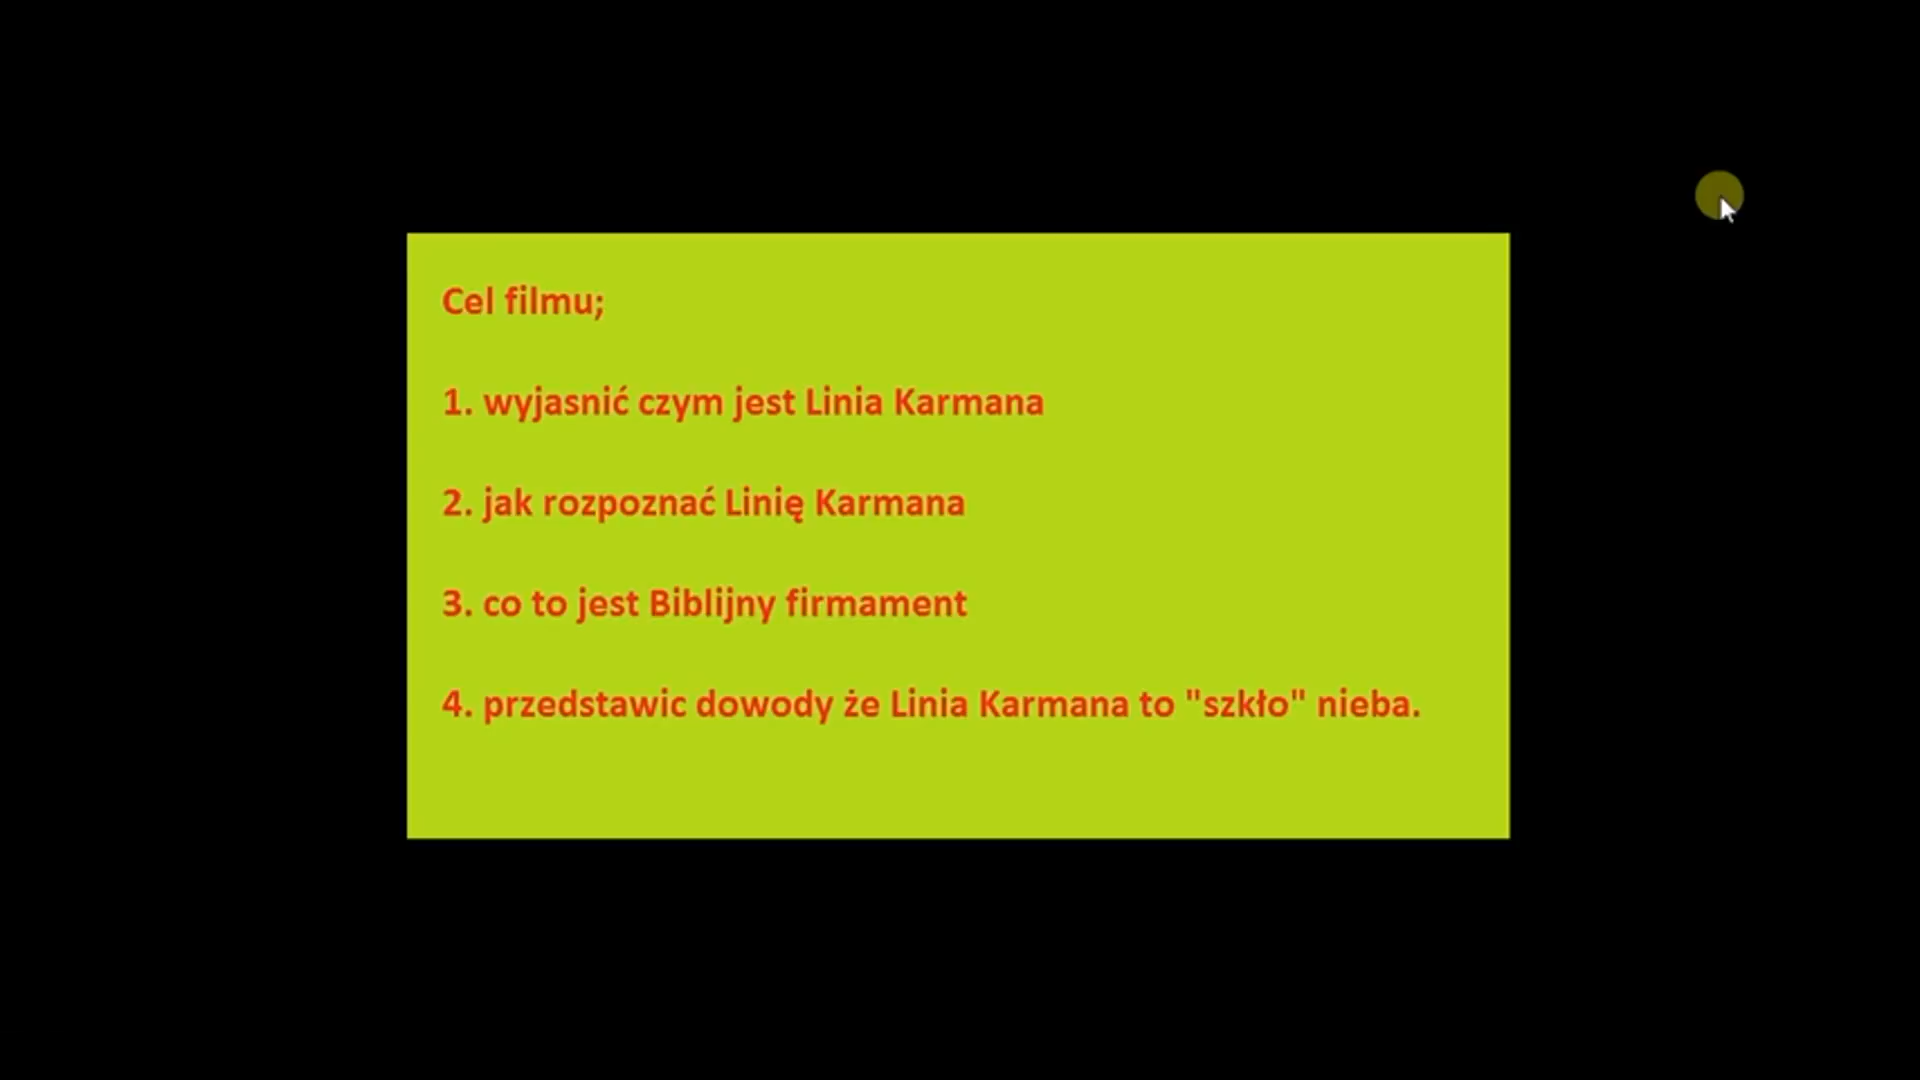 Cel filmu;
1. wyjasnić czym jest Linia Karmana
2. jak rozpoznać Linię Karmana
3. co to jest Biblijny firmament
4. przedstawic dowody że Linia Karmana to "szkło" nieba.